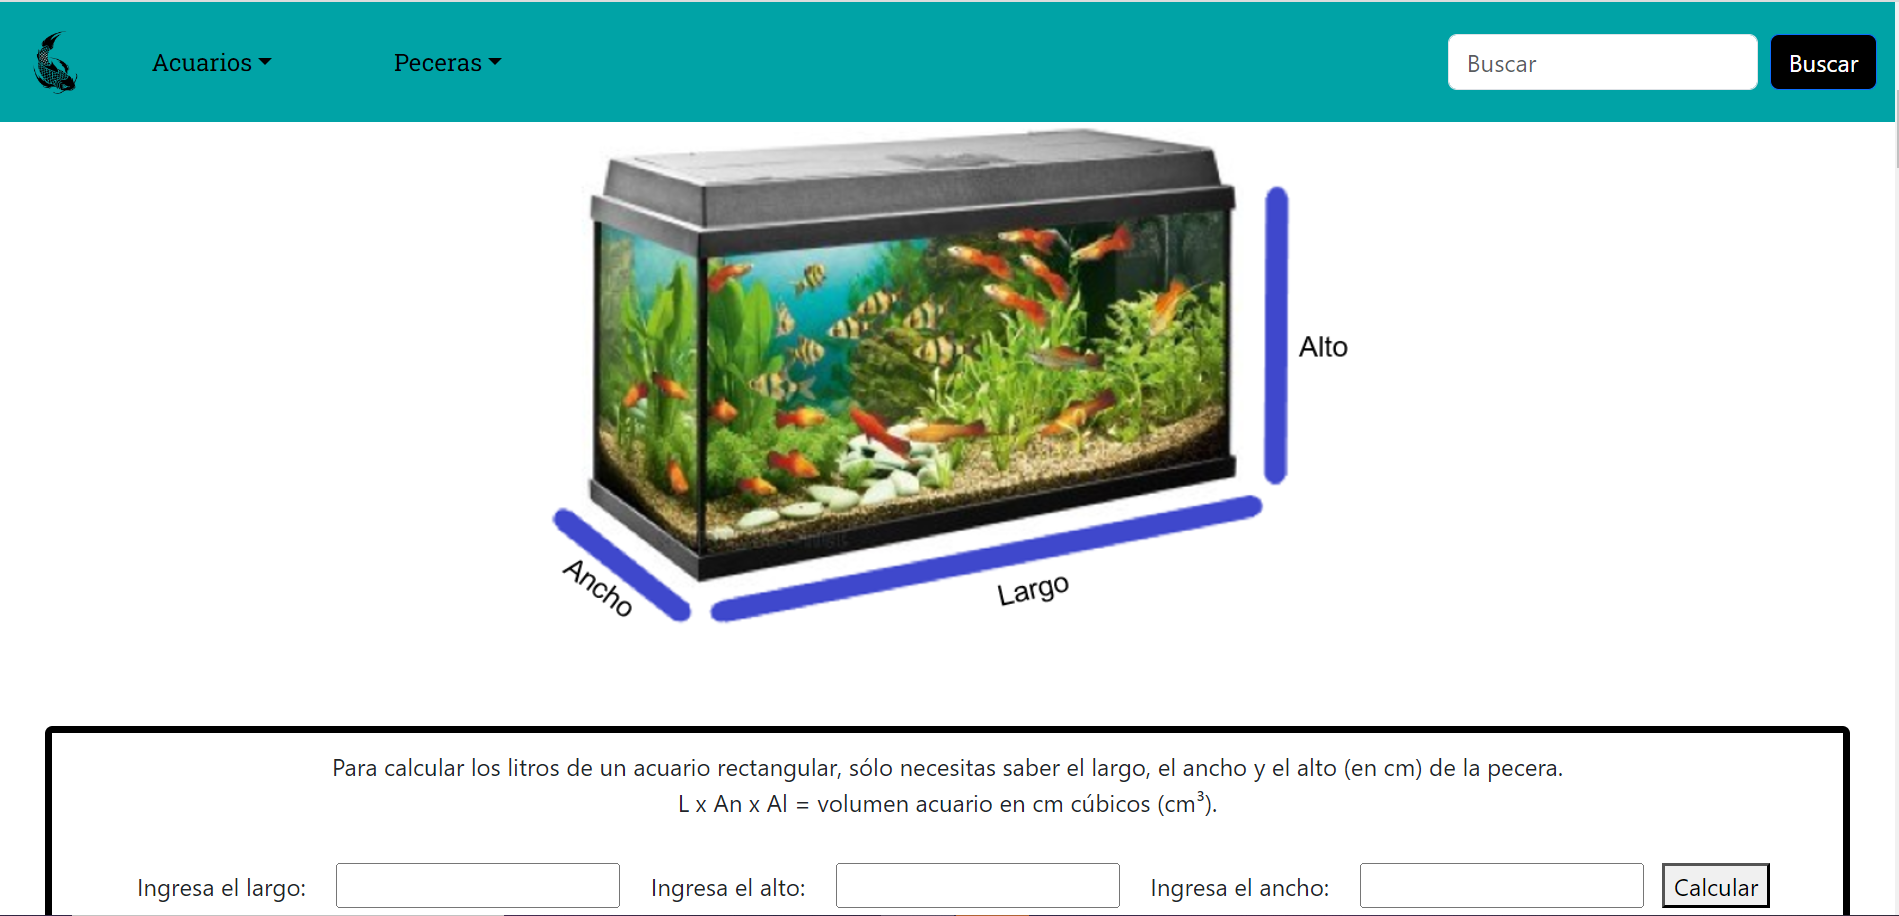 Acuarios
Peceras
Buscar
Buscar
Alto
Ancho
Largo
Para calcular los litros de un acuario rectangular, sólo necesitas saber el largo, el ancho y el alto (en cm) de la pecera.
L x An x Al = volumen acuario en cm cúbicos (cm³).
Ingresa el largo:
Ingresa el alto:
Ingresa el ancho:
Calcular